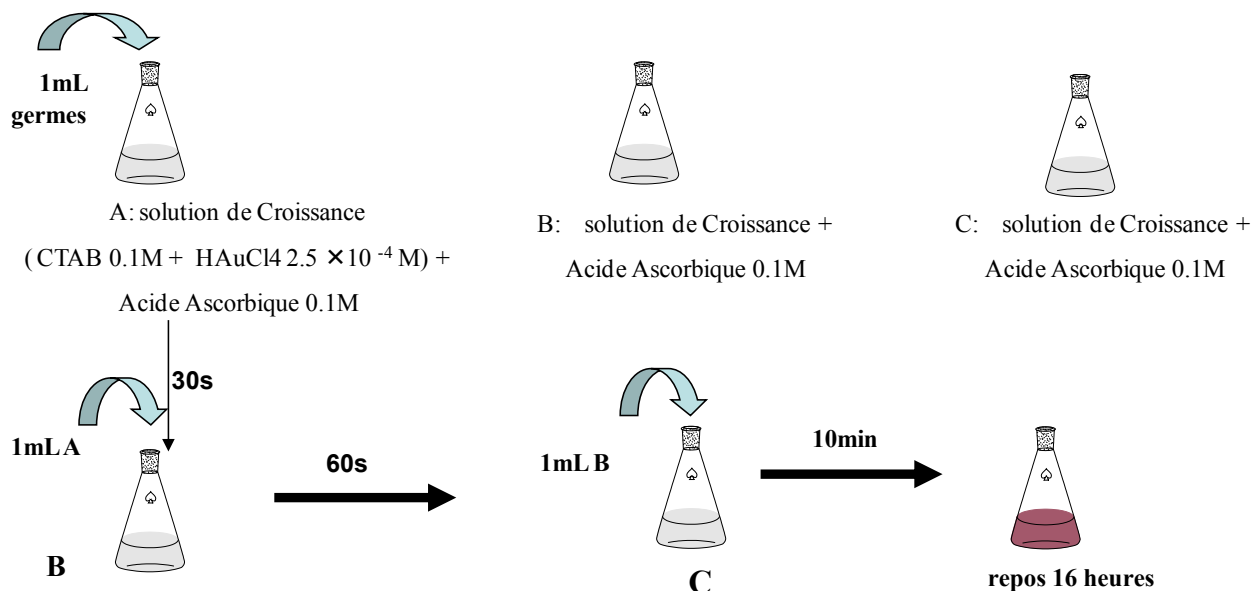 1mL
germes
A: solution de Croissance
( CTAB 0.1M + HAuCl4 2.5 ×10 -4 M) +
Acide Ascorbique 0.1M
B: solution de Croissance +
Acide Ascorbique 0.1M
C: solution de Croissance +
Acide Ascorbique 0.1M
30s
1mL A
B
60s
1mL B
C
10min
repos 16 heures